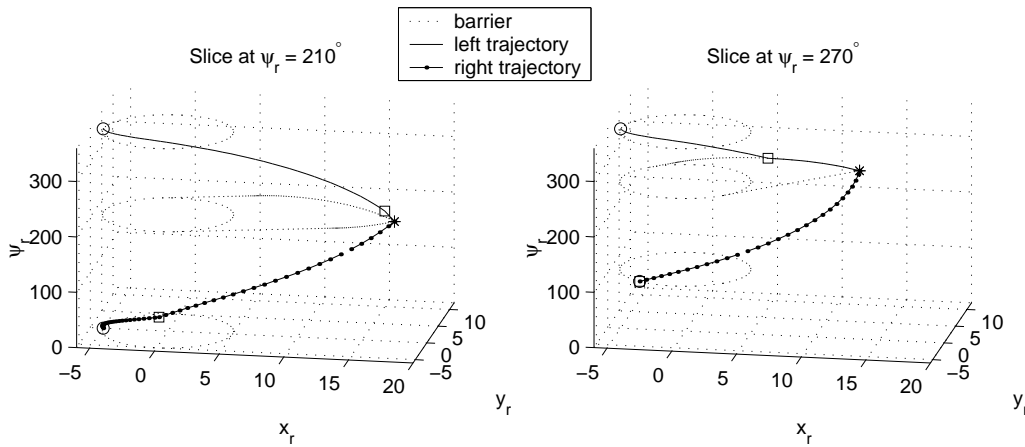 barrier
left trajectory
right trajectory
Slice at ψr = 210°
Slice at ψr = 270°
300
200
100
0
ψr
−5
0
5
10
15
20
xr
−5
0
5
10
yr
300
200
100
0
ψr
−5
0
5
10
15
20
xr
−5
0
5
10
yr